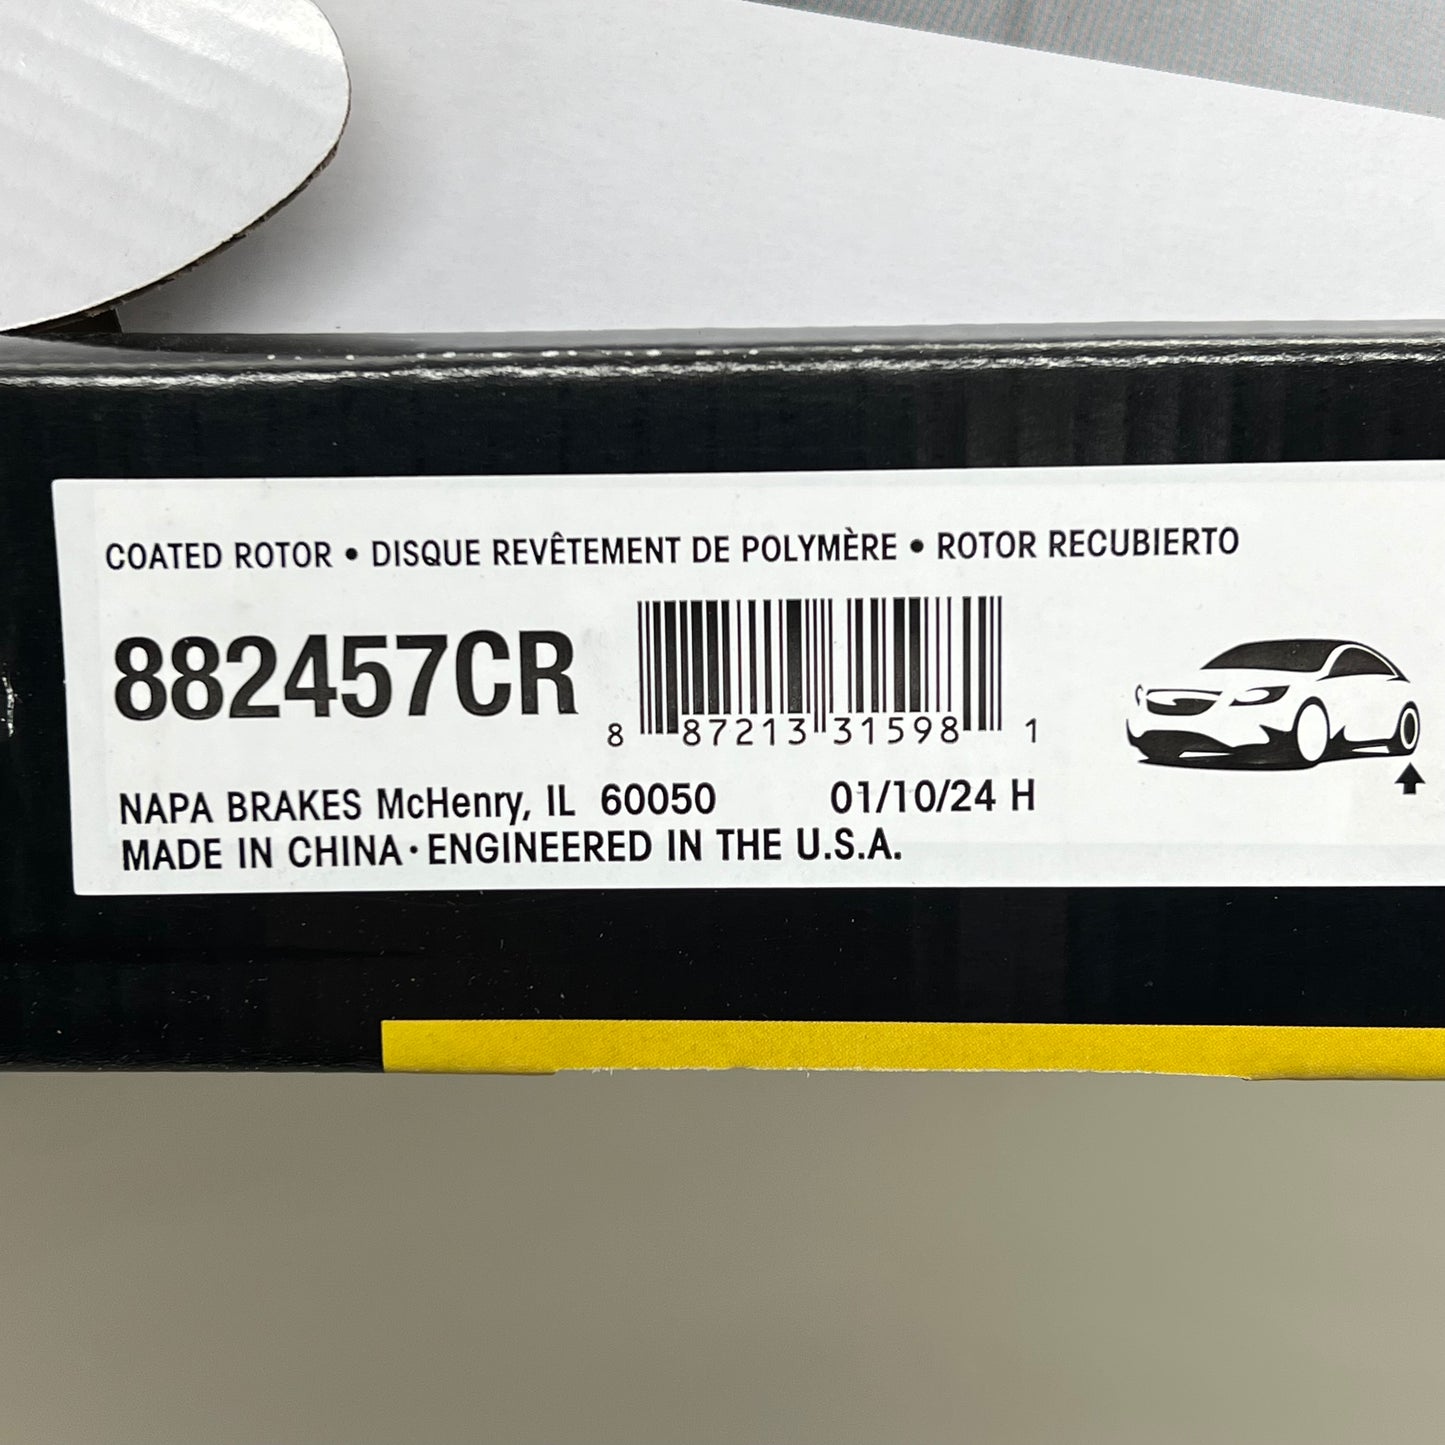 COATED ROTOR • DISQUE REVÊTEMENT DE POLYMÈRE • ROTOR RECUBIERTO
882457CR
8 87213 31598 1
NAPA BRAKES McHenry, IL 60050 01/10/24 H
MADE IN CHINA · ENGINEERED IN THE U.S.A.